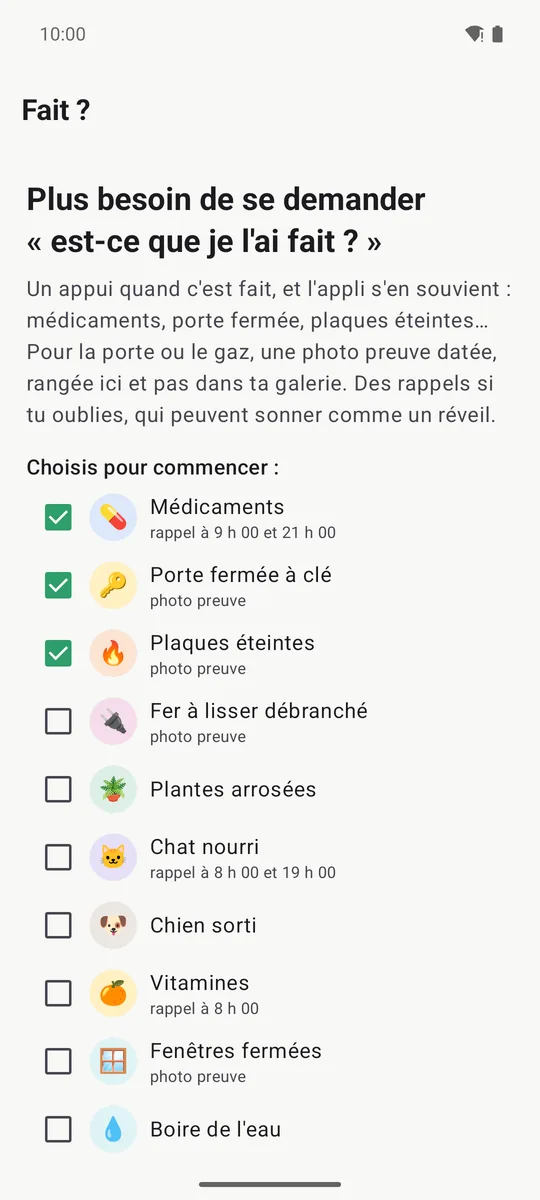 10:00
Fait ?
Plus besoin de se demander
« est-ce que je l'ai fait ? »
Un appui quand c'est fait, et l'appli s'en souvient :
médicaments, porte fermée, plaques éteintes…
Pour la porte ou le gaz, une photo preuve datée,
rangée ici et pas dans ta galerie. Des rappels si
tu oublies, qui peuvent sonner comme un réveil.
Choisis pour commencer :
Médicaments
rappel à 9 h 00 et 21 h 00
Porte fermée à clé
photo preuve
Plaques éteintes
photo preuve
Fer à lisser débranché
photo preuve
Plantes arrosées
Chat nourri
rappel à 8 h 00 et 19 h 00
Chien sorti
Vitamines
rappel à 8 h 00
Fenêtres fermées
photo preuve
Boire de l'eau